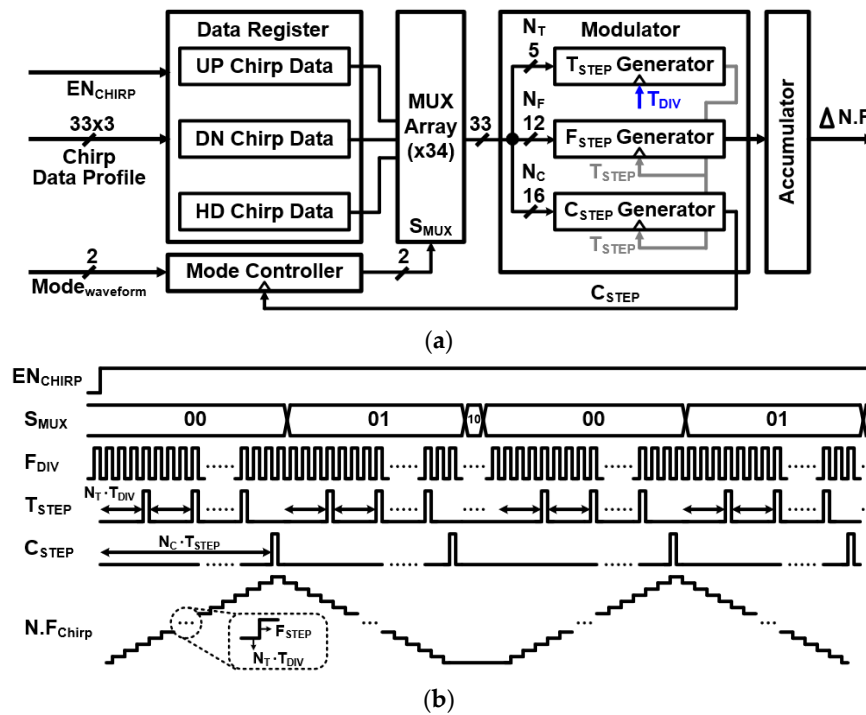 Data Register
UP Chirp Data
DN Chirp Data
HD Chirp Data
EN_CHIRP
33x3
Chirp
Data Profile
2
Mode_waveform
Mode Controller
2
MUX
Array
(x34)
S_MUX
33
Modulator
N_T
5
T_STEP Generator
T_DIV
N_F
12
F_STEP Generator
T_STEP
N_C
16
C_STEP Generator
T_STEP
C_STEP
Accumulator
Δ N.F
(a)
EN_CHIRP
S_MUX 00 01 10 00 01
F_DIV ...... ...... ...... ......
T_STEP N_T·T_DIV ...... ...... ...... ......
C_STEP N_C·T_STEP ...... ...... ...... ......
N.F_Chirp ... ... ... ...
F_STEP
N_T·T_DIV
(b)